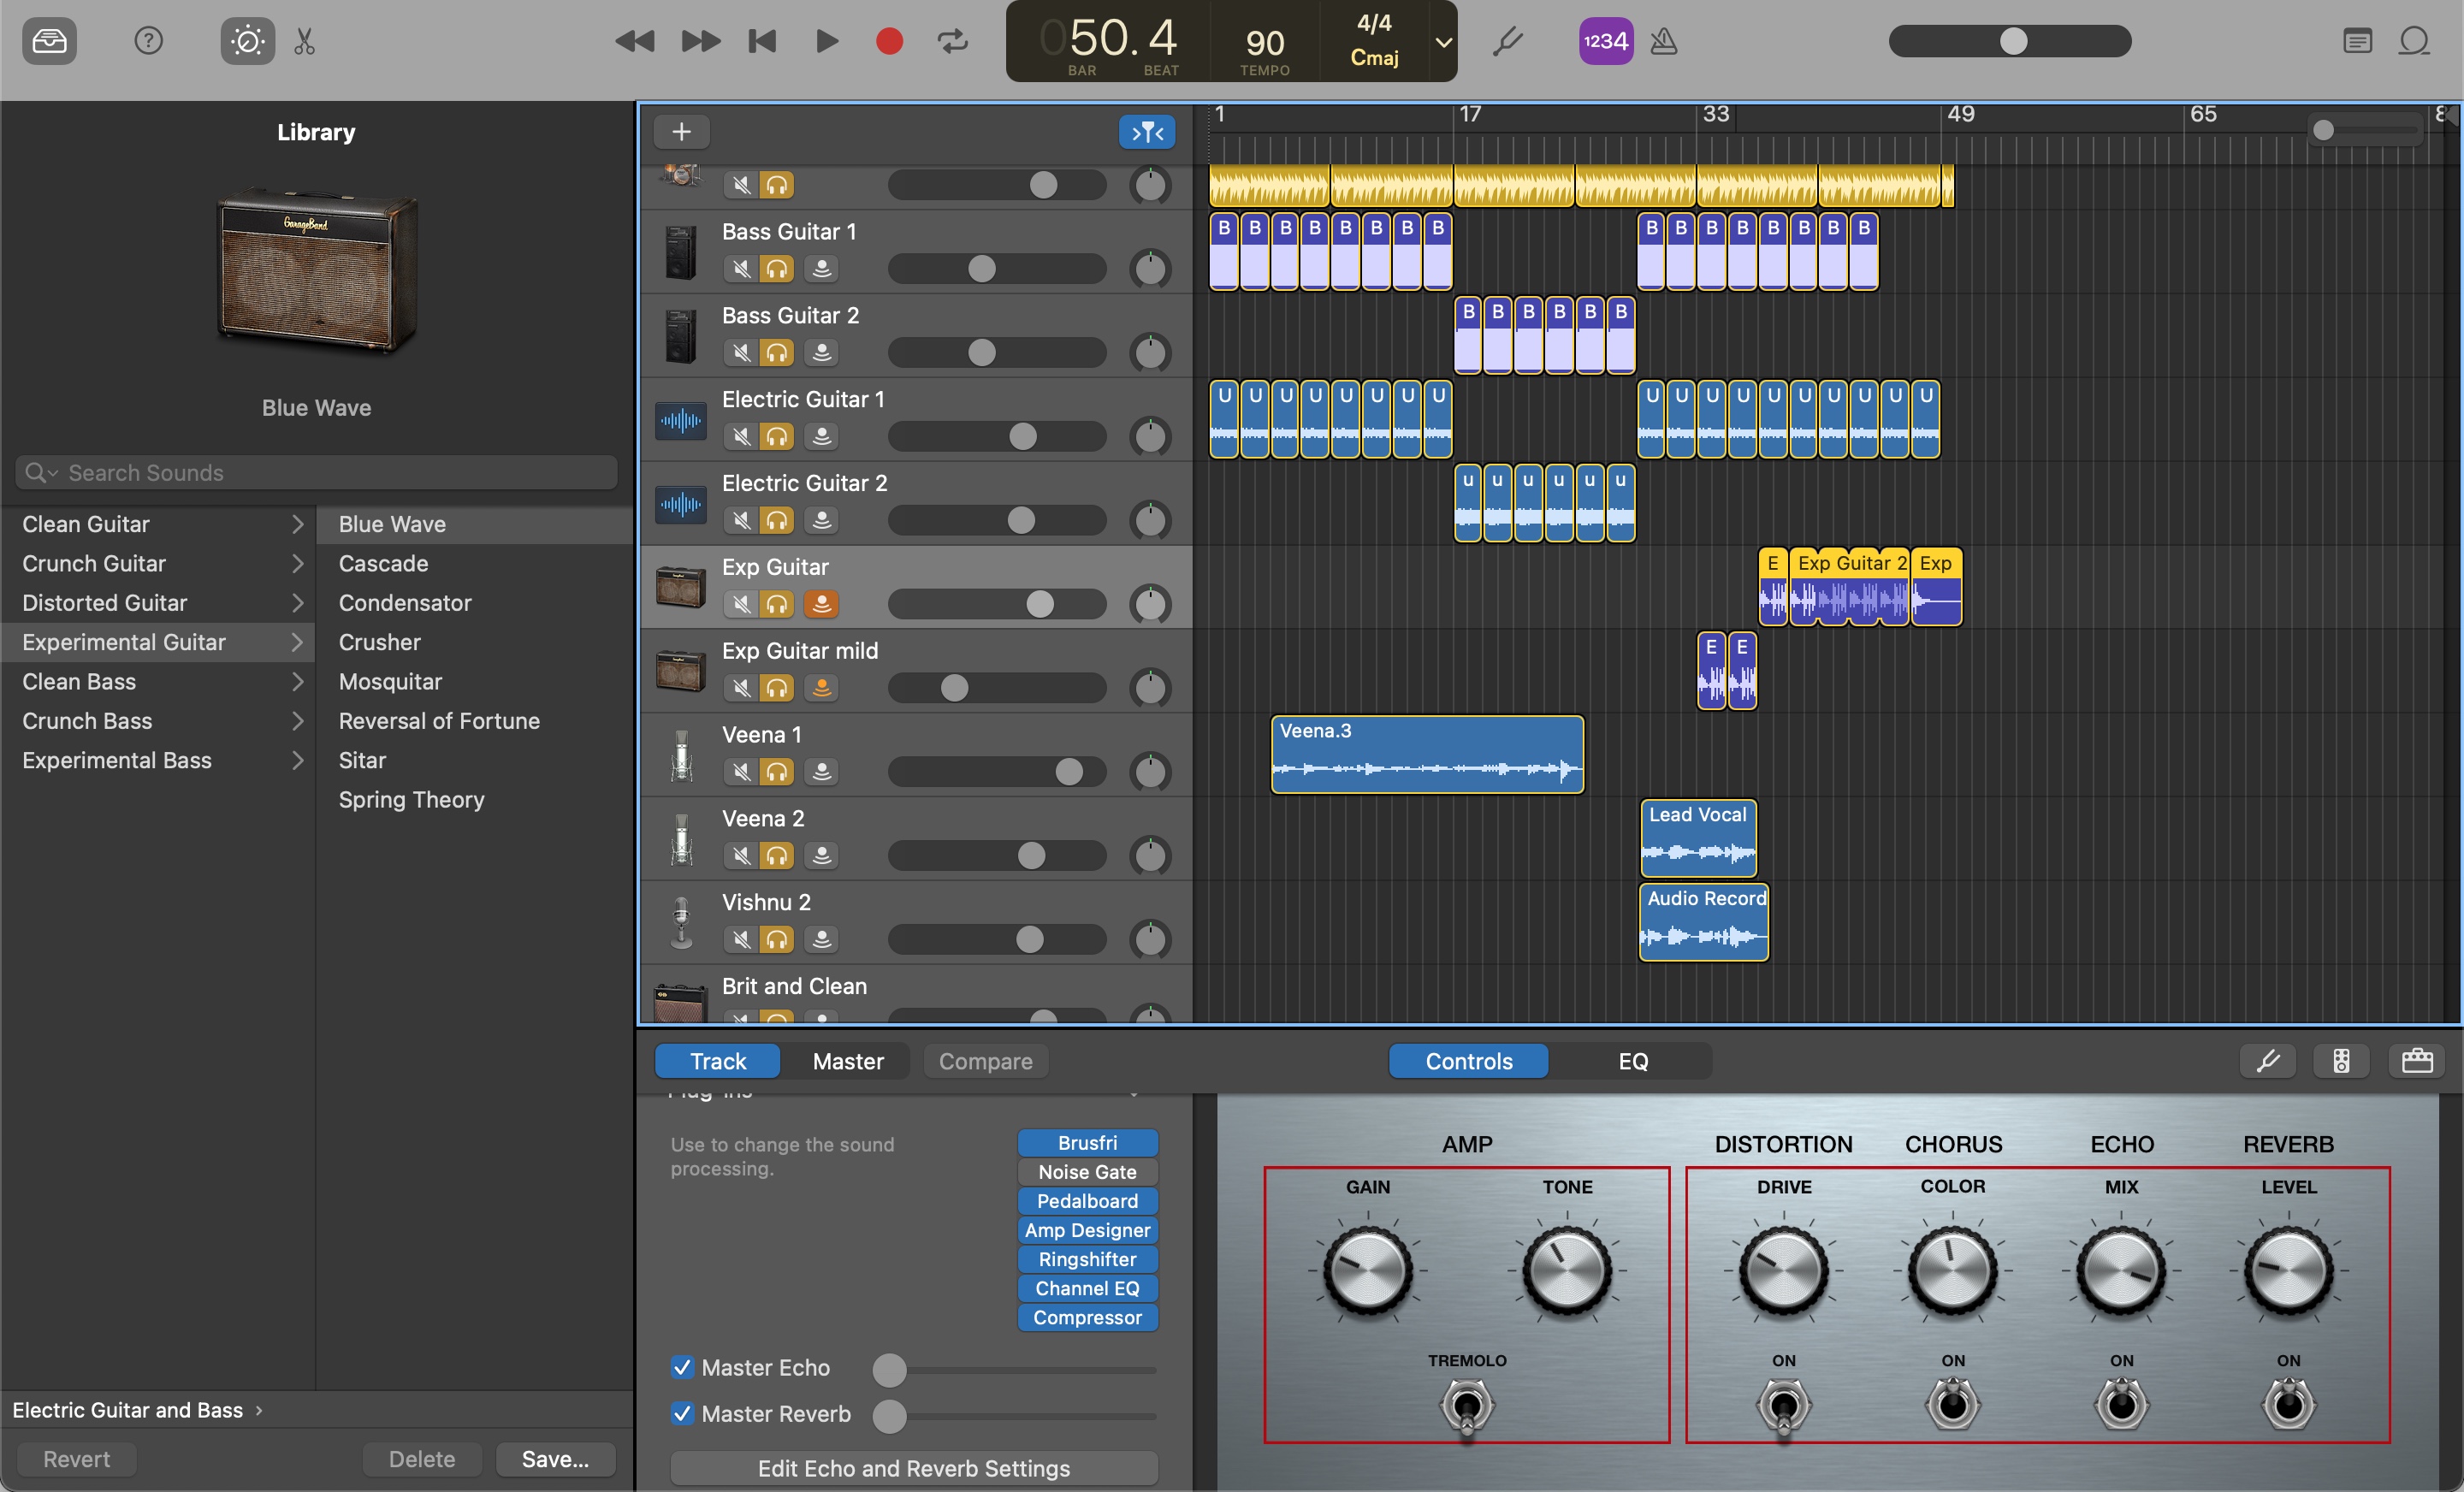 050.4
BAR
BEAT
90
TEMPO
4/4
Cmaj
1234
Library
GarageBand
Blue Wave
Search Sounds
Clean Guitar
Crunch Guitar
Distorted Guitar
Experimental Guitar
Clean Bass
Crunch Bass
Experimental Bass
Blue Wave
Cascade
Condensator
Crusher
Mosquitar
Reversal of Fortune
Sitar
Spring Theory
Electric Guitar and Bass
Revert
Delete
Save...
1
17
33
49
65
Bass Guitar 1
B B B B B B B B
B B B B B B B B
Bass Guitar 2
B B B B B B
Electric Guitar 1
U U U U U U U U
U U U U U U U U U U
Electric Guitar 2
u u u u u u
Exp Guitar
E
Exp Guitar 2
Exp
Exp Guitar mild
E E
Veena 1
Veena.3
Veena 2
Lead Vocal
Vishnu 2
Audio Record
Brit and Clean
Track
Master
Compare
Controls
EQ
Plug-ins
Use to change the sound
processing.
Brusfri
Noise Gate
Pedalboard
Amp Designer
Ringshifter
Channel EQ
Compressor
Master Echo
Master Reverb
Edit Echo and Reverb Settings
AMP
GAIN
TONE
TREMOLO
DISTORTION
CHORUS
ECHO
REVERB
DRIVE
COLOR
MIX
LEVEL
ON
ON
ON
ON